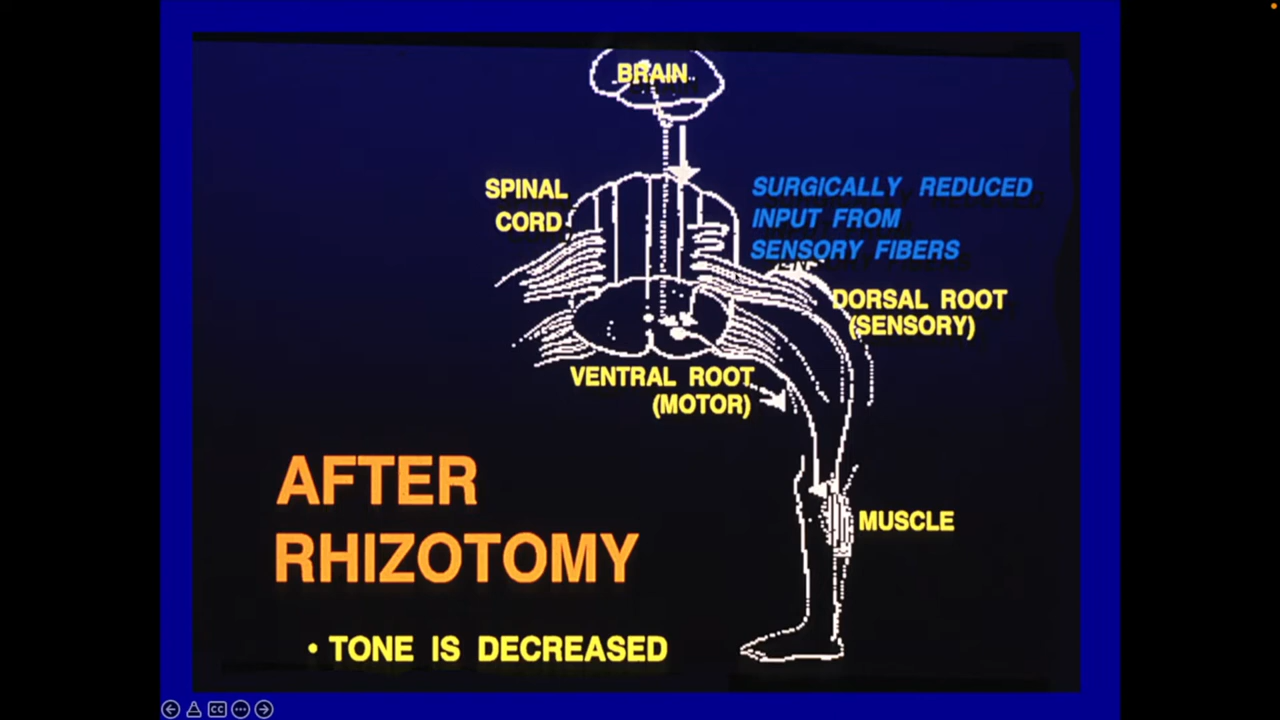 BRAIN
SPINAL
CORD
SURGICALLY REDUCED
INPUT FROM
SENSORY FIBERS
DORSAL ROOT
(SENSORY)
VENTRAL ROOT
(MOTOR)
AFTER
RHIZOTOMY
MUSCLE
• TONE IS DECREASED
CC